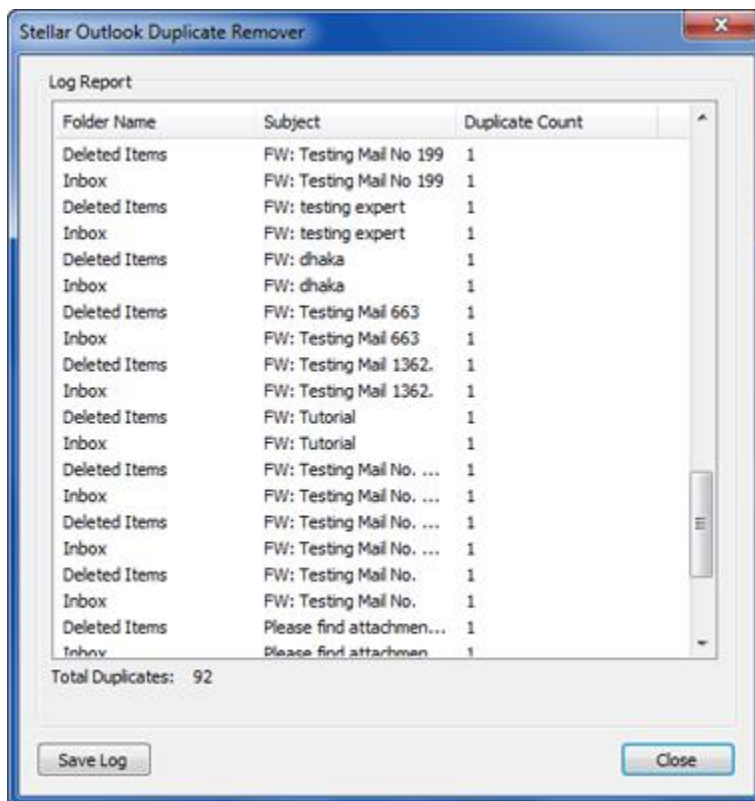 Stellar Outlook Duplicate Remover
Log Report
Folder Name Subject Duplicate Count
Deleted Items FW: Testing Mail No 199 1
Inbox FW: Testing Mail No 199 1
Deleted Items FW: testing expert 1
Inbox FW: testing expert 1
Deleted Items FW: dhaka 1
Inbox FW: dhaka 1
Deleted Items FW: Testing Mail 663 1
Inbox FW: Testing Mail 663 1
Deleted Items FW: Testing Mail 1362. 1
Inbox FW: Testing Mail 1362. 1
Deleted Items FW: Tutorial 1
Inbox FW: Tutorial 1
Deleted Items FW: Testing Mail No. ... 1
Inbox FW: Testing Mail No. ... 1
Deleted Items FW: Testing Mail No. ... 1
Inbox FW: Testing Mail No. ... 1
Deleted Items FW: Testing Mail No. 1
Inbox FW: Testing Mail No. 1
Deleted Items Please find attachmen... 1
Inbox Please find attachmen 1
Total Duplicates: 92
Save Log Close